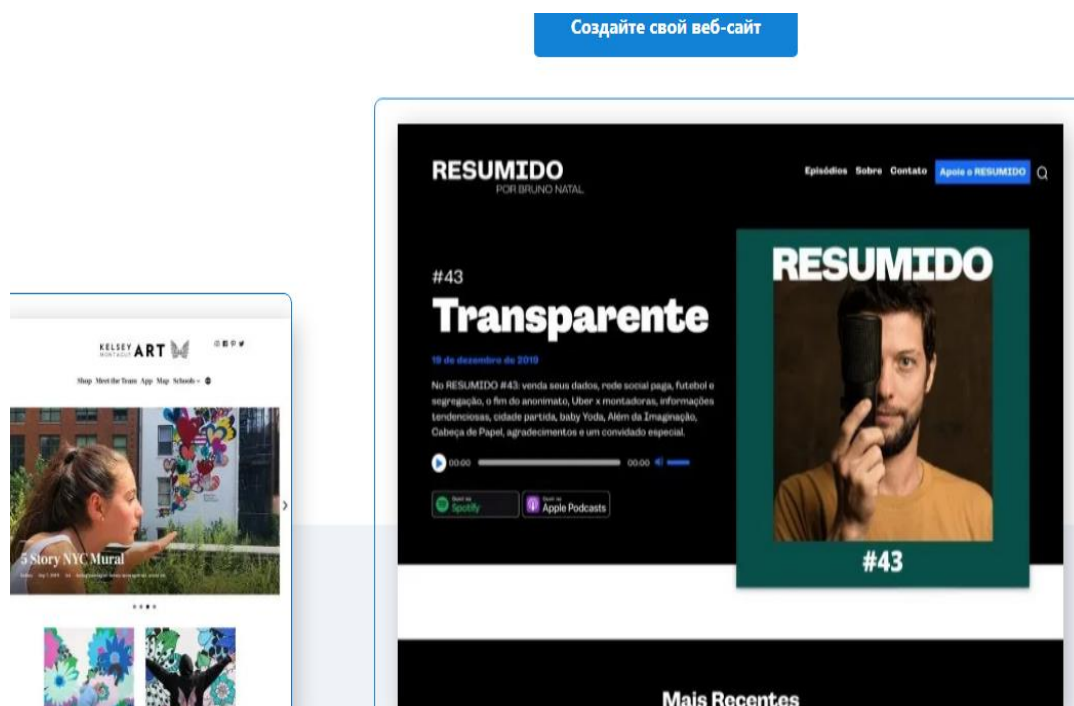 Создайте свой веб-сайт
RESUMIDO
POR BRUNO NATAL
Episódios Sobre Contato Apoie o RESUMIDO
#43
Transparente
19 de dezembro de 2019
No RESUMIDO #43: venda seus dados, rede social paga, futebol e
segregação, o fim do anonimato, Uber x montadoras, informações
tendenciosas, cidade partida, baby Yoda, Além da Imaginação,
Cabeça de Papel, agradecimentos e um convidado especial.
00:00 00:00
Spotify
Apple Podcasts
RESUMIDO
#43
Mais Recentes
KELSEY
MONTAGUE
ART
Shop Meet the Team App Map Schools
5 Story NYC Mural